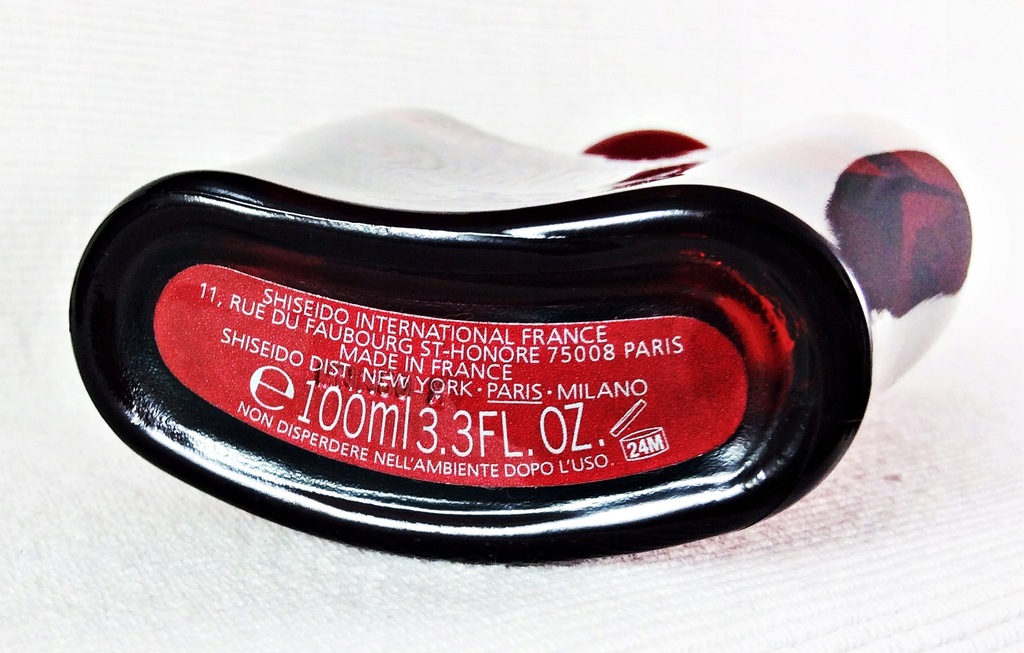 SHISEIDO INTERNATIONAL FRANCE
11, RUE DU FAUBOURG ST-HONORE 75008 PARIS
MADE IN FRANCE
SHISEIDO DIST. NEW YORK · PARIS · MILANO
℮100ml 3.3FL. OZ. 24M
NON DISPERDERE NELL'AMBIENTE DOPO L'USO.